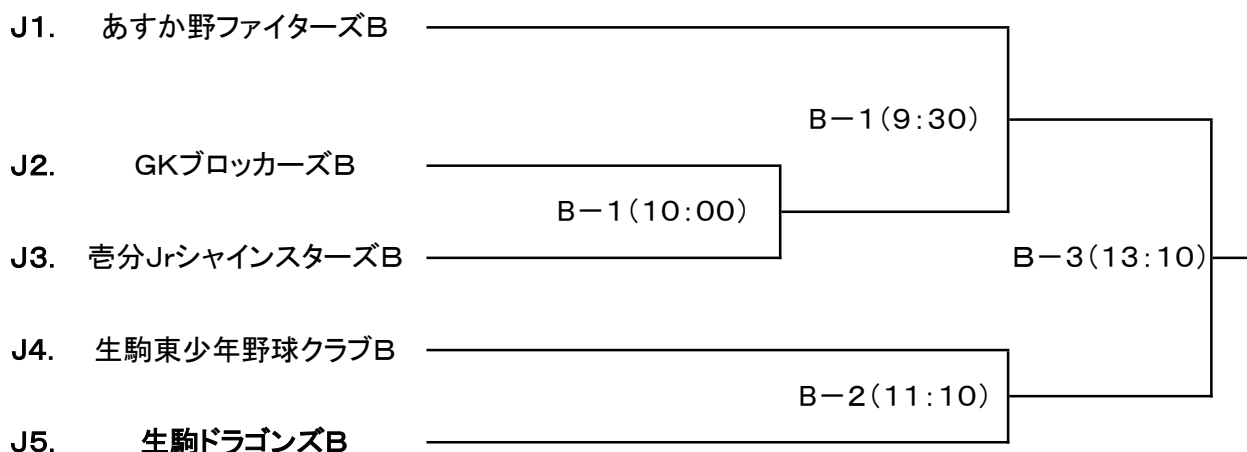 J1. あすか野ファイターズB
B－1(9:30)
J2. GKブロッカーズB
B－1(10:00)
J3. 壱分JrシャインスターズB
B－3(13:10)
J4. 生駒東少年野球クラブB
B－2(11:10)
J5. 生駒ドラゴンズB